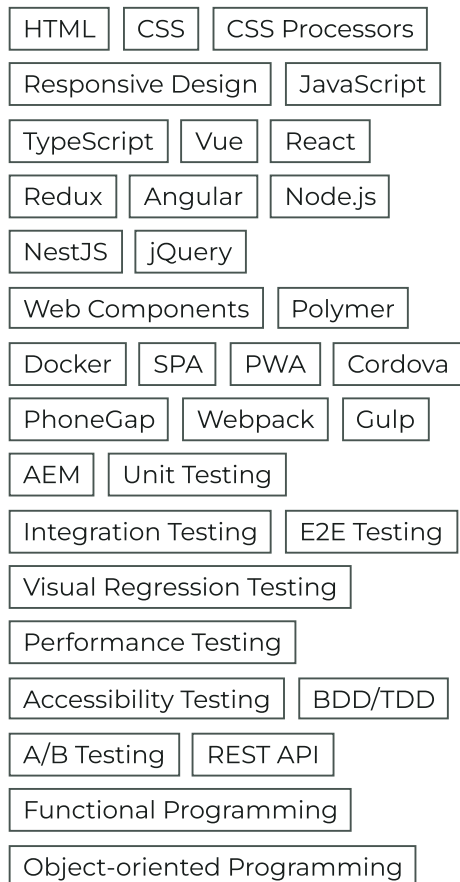 HTML CSS CSS Processors
Responsive Design JavaScript
TypeScript Vue React
Redux Angular Node.js
NestJS jQuery
Web Components Polymer
Docker SPA PWA Cordova
PhoneGap Webpack Gulp
AEM Unit Testing
Integration Testing E2E Testing
Visual Regression Testing
Performance Testing
Accessibility Testing BDD/TDD
A/B Testing REST API
Functional Programming
Object-oriented Programming